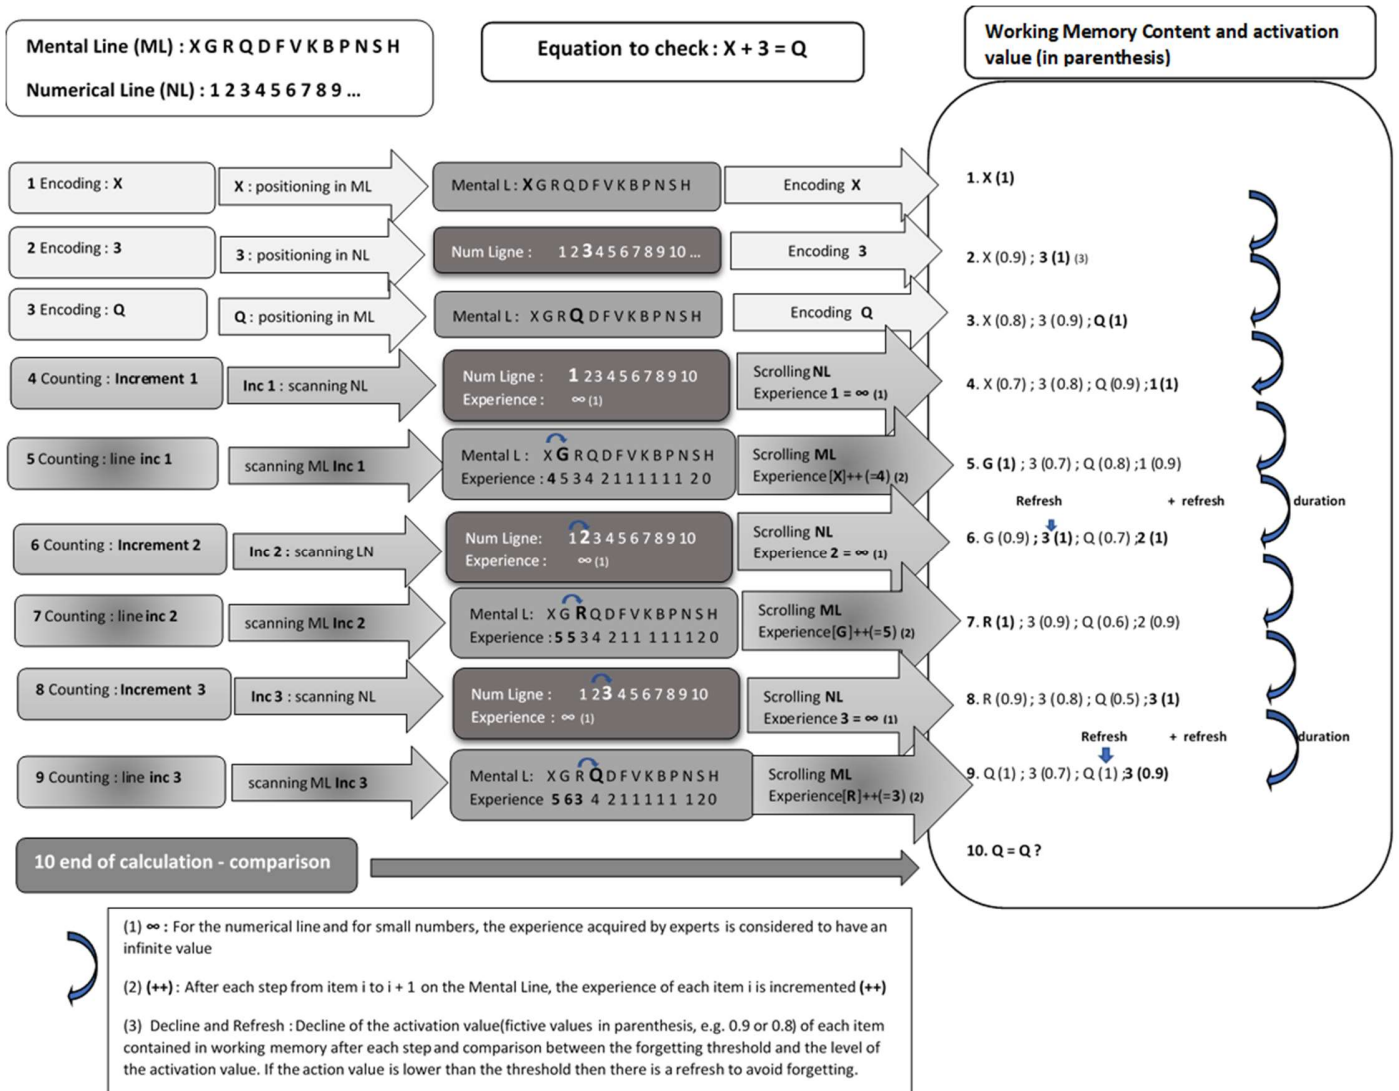 Mental Line (ML) : X G R Q D F V K B P N S H
Numerical Line (NL) : 1 2 3 4 5 6 7 8 9 ...
Equation to check : X + 3 = Q
Working Memory Content and activation
value (in parenthesis)
1 Encoding : X
X : positioning in ML
Mental L : X G R Q D F V K B P N S H
Encoding X
1. X (1)
2 Encoding : 3
3 : positioning in NL
Num Ligne : 1 2 3 4 5 6 7 8 9 10 ...
Encoding 3
2. X (0.9) ; 3 (1) (3)
3 Encoding : Q
Q : positioning in ML
Mental L : X G R Q D F V K B P N S H
Encoding Q
3. X (0.8) ; 3 (0.9) ; Q (1)
4 Counting : Increment 1
Inc 1 : scanning NL
Num Ligne : 1 2 3 4 5 6 7 8 9 10
Experience : ∞ (1)
Scrolling NL
Experience 1 = ∞ (1)
4. X (0.7) ; 3 (0.8) ; Q (0.9) ;1 (1)
5 Counting : line inc 1
scanning ML Inc 1
Mental L : X G R Q D F V K B P N S H
Experience : 4 5 3 4 2 1 1 1 1 1 1 2 0
Scrolling ML
Experience [X]++ (=4) (2)
5. G (1) ; 3 (0.7) ; Q (0.8) ;1 (0.9)
Refresh + refresh duration
6 Counting : Increment 2
Inc 2 : scanning LN
Num Ligne: 1 2 3 4 5 6 7 8 9 10
Experience : ∞ (1)
Scrolling NL
Experience 2 = ∞ (1)
6. G (0.9) ; 3 (1) ; Q (0.7) ;2 (1)
7 Counting : line inc 2
scanning ML Inc 2
Mental L: X G R Q D F V K B P N S H
Experience : 5 5 3 4 2 1 1 1 1 1 1 2 0
Scrolling ML
Experience[G]++(=5) (2)
7. R (1) ; 3 (0.9) ; Q (0.6) ;2 (0.9)
8 Counting : Increment 3
Inc 3 : scanning NL
Num Ligne : 1 2 3 4 5 6 7 8 9 10
Experience : ∞ (1)
Scrolling NL
Experience 3 = ∞ (1)
8. R (0.9) ; 3 (0.8) ; Q (0.5) ;3 (1)
Refresh + refresh duration
9 Counting : line inc 3
scanning ML Inc 3
Mental L: X G R Q D F V K B P N S H
Experience 5 6 3 4 2 1 1 1 1 1 1 2 0
Scrolling ML
Experience[R]++(=3) (2)
9. Q (1) ; 3 (0.7) ; Q (1) ;3 (0.9)
10 end of calculation - comparison
10. Q = Q ?
(1) ∞ : For the numerical line and for small numbers, the experience acquired by experts is considered to have an
infinite value
(2) (++) : After each step from item i to i + 1 on the Mental Line, the experience of each item i is incremented (++)
(3) Decline and Refresh : Decline of the activation value(fictive values in parenthesis, e.g. 0.9 or 0.8) of each item
contained in working memory after each step and comparison between the forgetting threshold and the level of
the activation value. If the action value is lower than the threshold then there is a refresh to avoid forgetting.